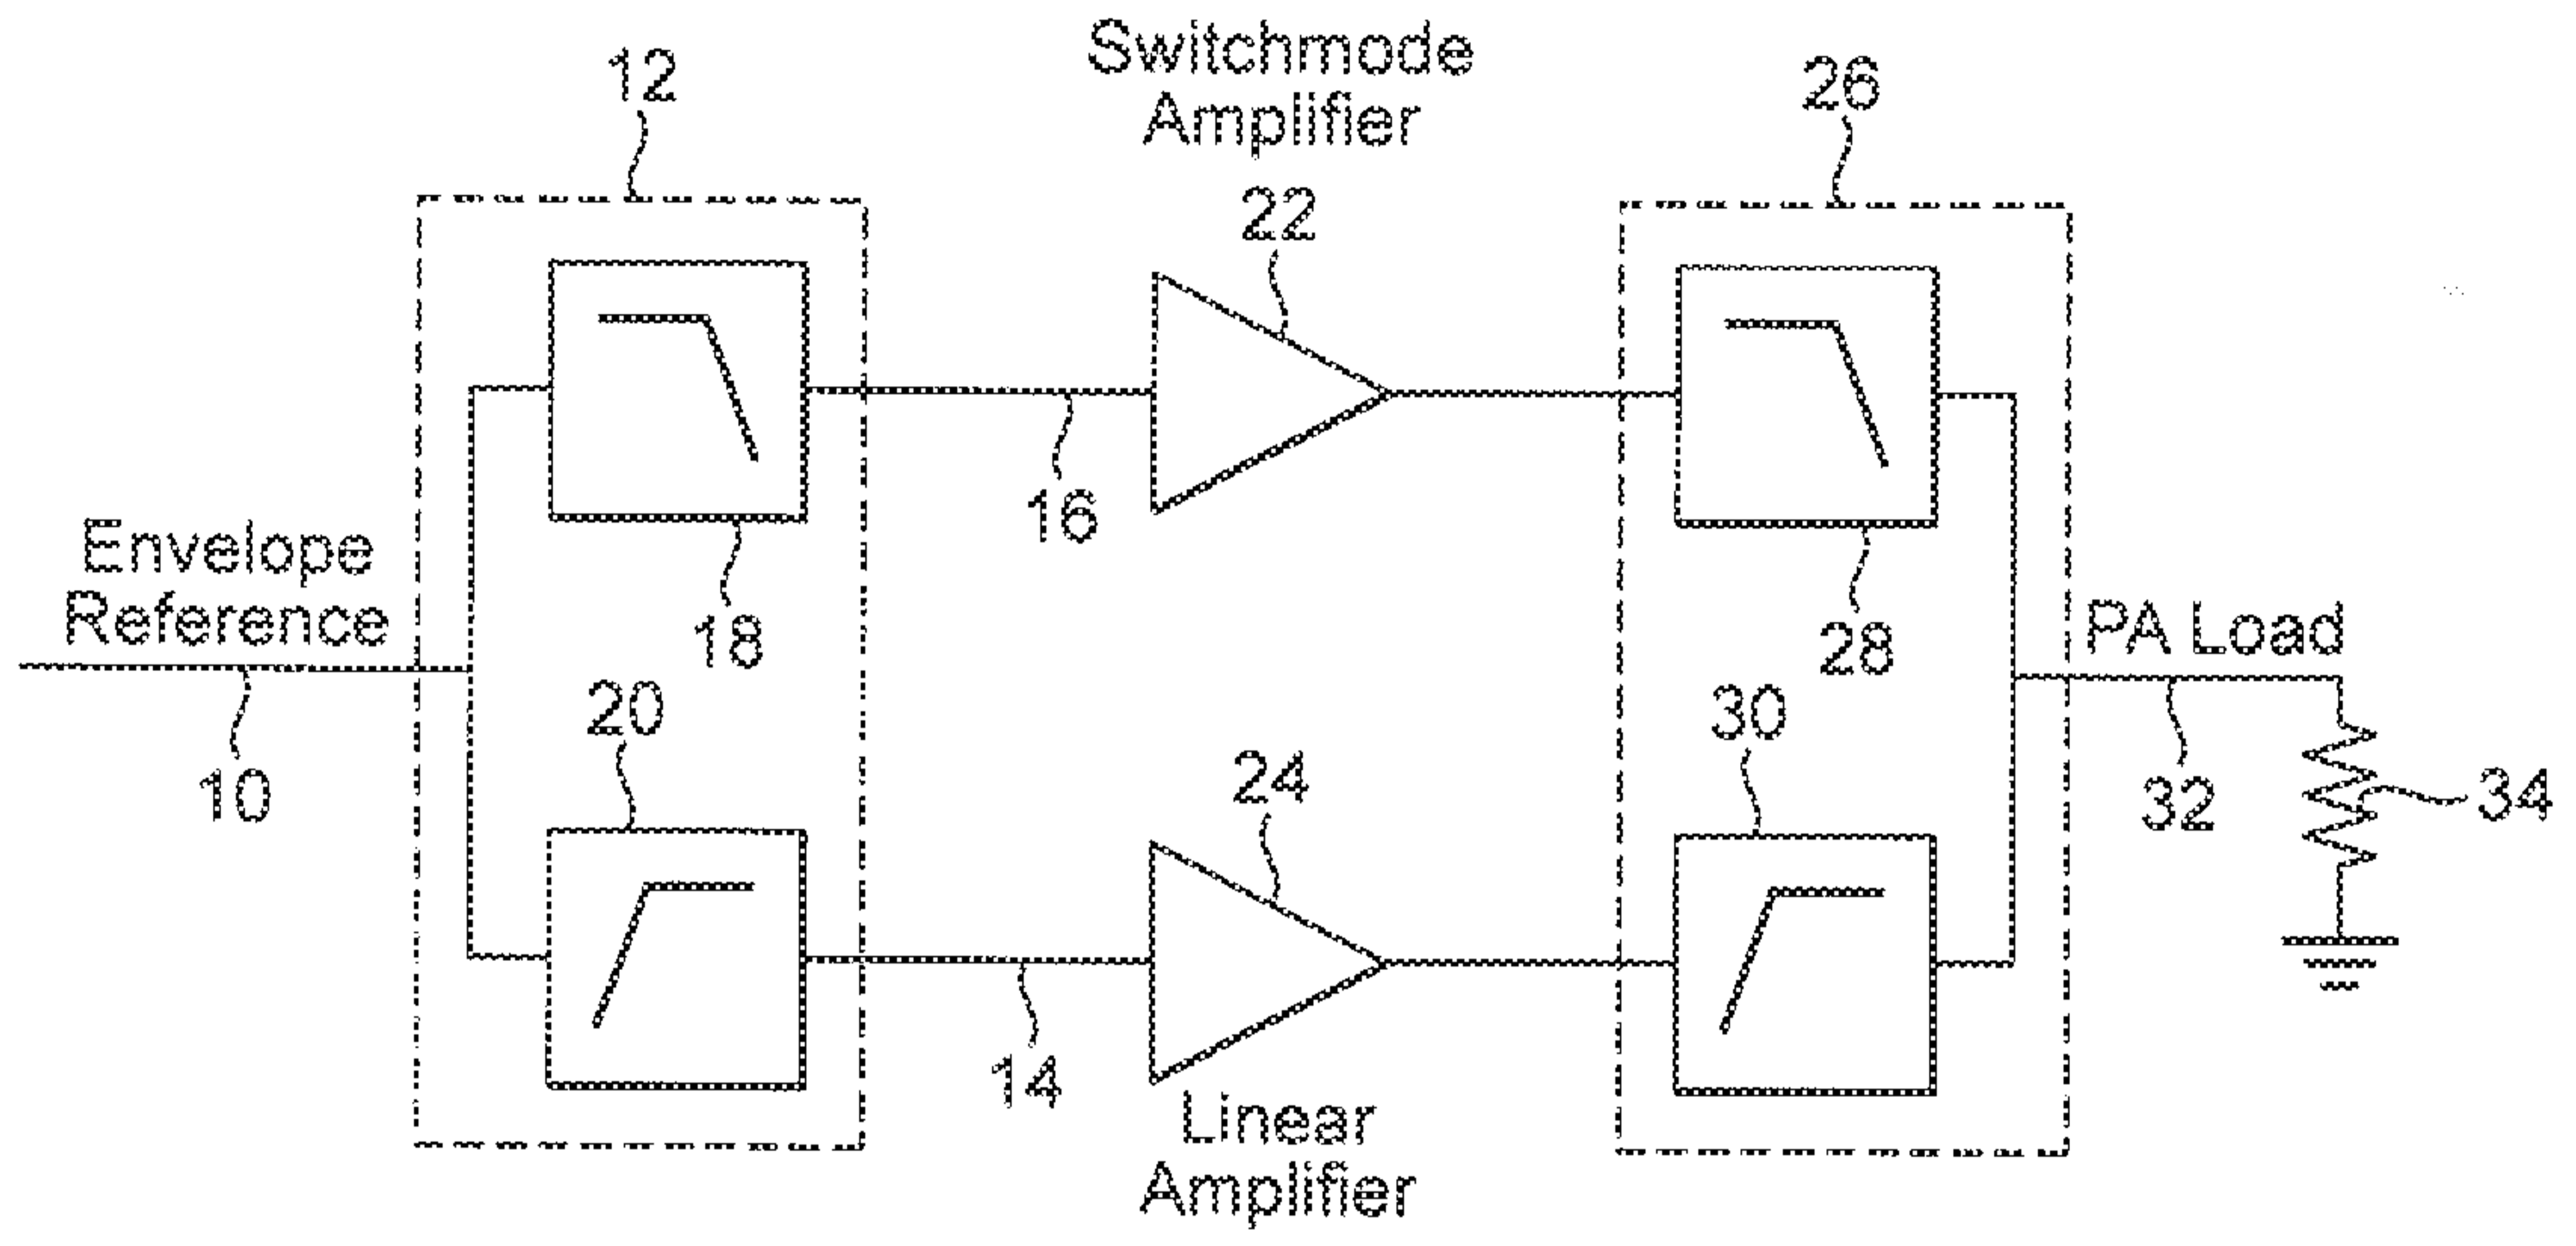 Switchmode
Amplifier
12
26
22
16
Envelope
Reference
18
28
PA Load
20
30
10
24
32
34
14
Linear
Amplifier